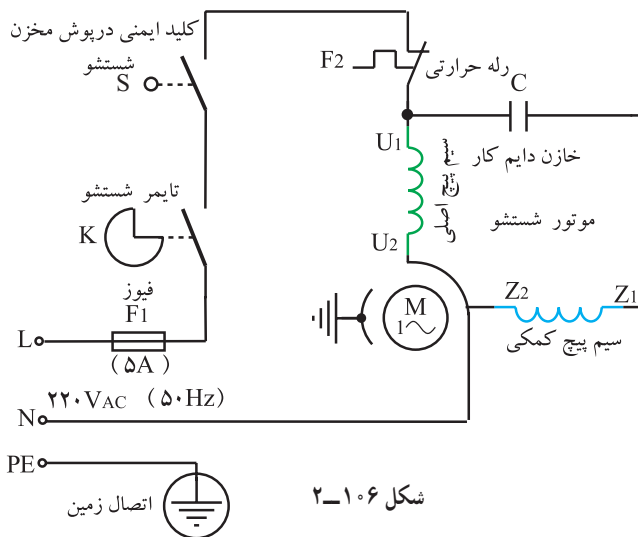 کلید ایمنی درپوش مخزن
شستشو
S
F2
رله حرارتی
C
U1
خازن دایم کار
سیم پیچ اصلی
تایمر شستشو
K
موتور شستشو
U2
فیوز
F1
M
1
Z2
Z1
L
(۵A)
سیم پیچ کمکی
۲۲۰VAC (۵۰Hz)
N
PE
اتصال زمین
شکل ۱۰۶ــ۲